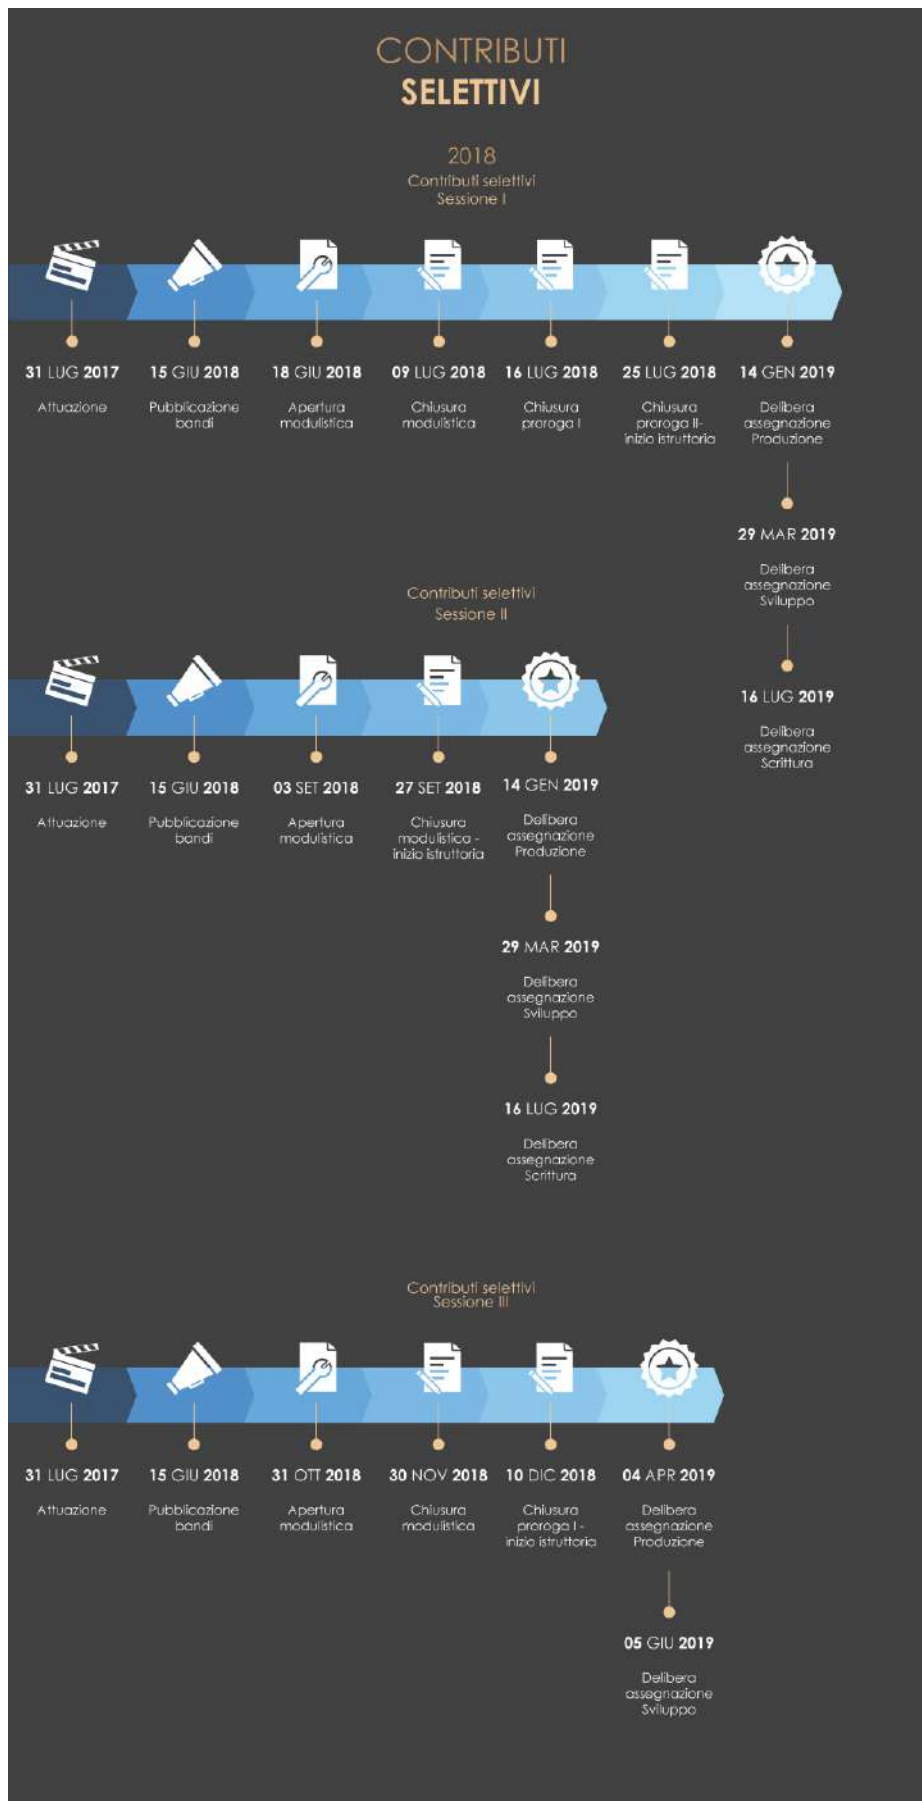 CONTRIBUTI
SELETTIVI
2018
Contributi selettivi
Sessione I
31 LUG 2017
Attuazione
15 GIU 2018
Pubblicazione
bandi
18 GIU 2018
Apertura
modulistica
09 LUG 2018
Chiusura
modulistica
16 LUG 2018
Chiusura
proroga I
25 LUG 2018
Chiusura
proroga II-
inizio istruttoria
14 GEN 2019
Delibera
assegnazione
Produzione
29 MAR 2019
Delibera
assegnazione
Sviluppo
16 LUG 2019
Delibera
assegnazione
Scrittura
Contributi selettivi
Sessione II
31 LUG 2017
Attuazione
15 GIU 2018
Pubblicazione
bandi
03 SET 2018
Apertura
modulistica
27 SET 2018
Chiusura
modulistica -
inizio istruttoria
14 GEN 2019
Delibera
assegnazione
Produzione
29 MAR 2019
Delibera
assegnazione
Sviluppo
16 LUG 2019
Delibera
assegnazione
Scrittura
Contributi selettivi
Sessione III
31 LUG 2017
Attuazione
15 GIU 2018
Pubblicazione
bandi
31 OTT 2018
Apertura
modulistica
30 NOV 2018
Chiusura
modulistica
10 DIC 2018
Chiusura
proroga I -
inizio istruttoria
04 APR 2019
Delibera
assegnazione
Produzione
05 GIU 2019
Delibera
assegnazione
Sviluppo